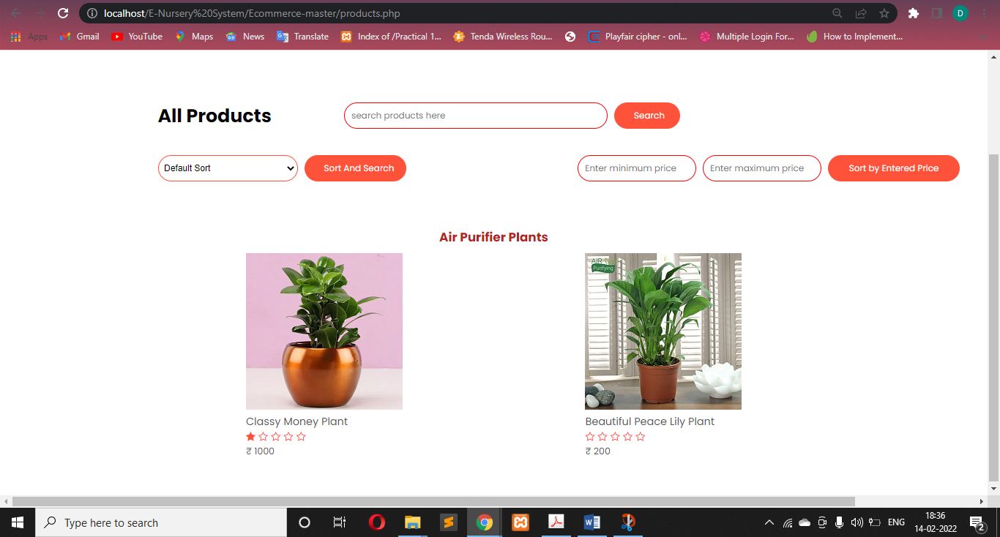 localhost/E-Nursery%20System/Ecommerce-master/products.php
D
Apps Gmail YouTube Maps News Translate Index of /Practical 1... Tenda Wireless Rou... Playfair cipher - onl... Multiple Login For... How to Implement...
All Products search products here Search
Default Sort Sort And Search Enter minimum price Enter maximum price Sort by Entered Price
Air Purifier Plants
AIR
Purifying
Classy Money Plant Beautiful Peace Lily Plant
₹ 1000 ₹ 200
Type here to search ENG 18:36
14-02-2022 2